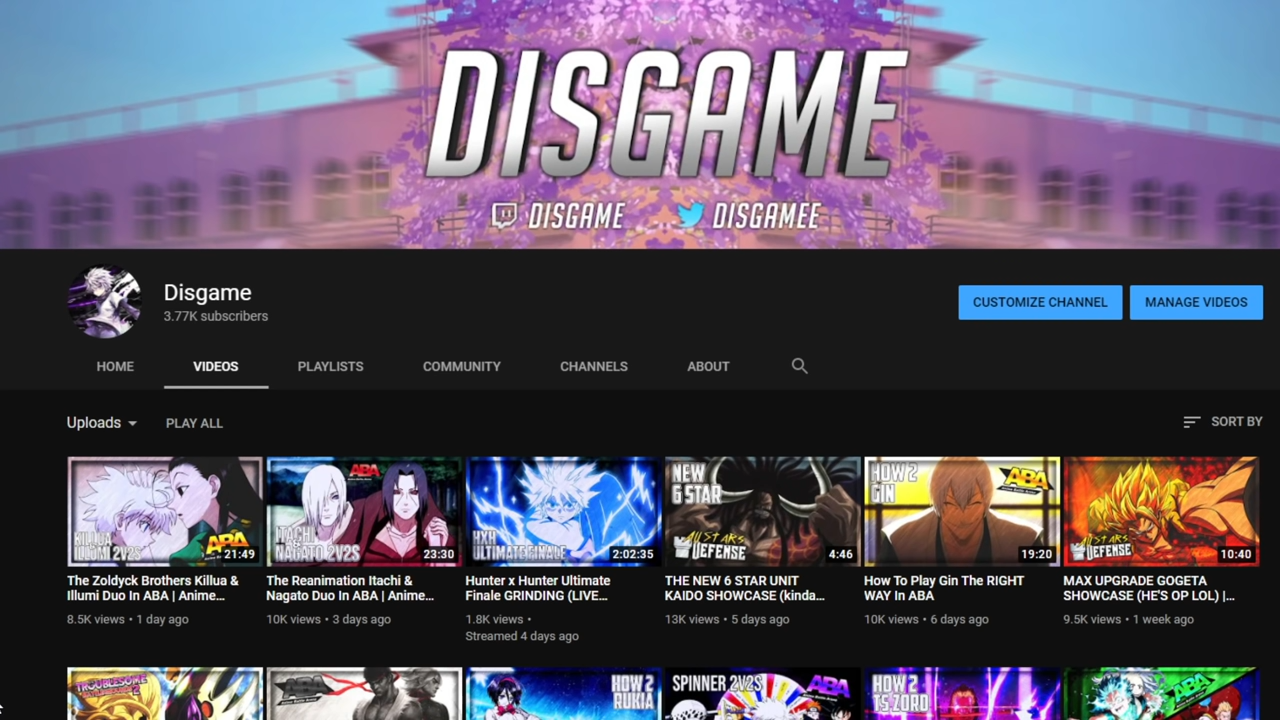 DISGAME
DISGAME
DISGAMEE
Disgame
3.77K subscribers
CUSTOMIZE CHANNEL
MANAGE VIDEOS
HOME
VIDEOS
PLAYLISTS
COMMUNITY
CHANNELS
ABOUT
Uploads
PLAY ALL
SORT BY
KILLUA
ILLUMI 2V2S
ABA
21:49
ABA
ITACHI
NAGATO 2V2S
23:30
HXH
ULTIMATE FINALE
2:02:35
NEW
6 STAR
ALL STARS
DEFENSE
4:46
HOW 2
GIN
ABA
19:20
ALL STARS
DEFENSE
10:40
The Zoldyck Brothers Killua &
Illumi Duo In ABA | Anime...
8.5K views • 1 day ago
The Reanimation Itachi &
Nagato Duo In ABA | Anime...
10K views • 3 days ago
Hunter x Hunter Ultimate
Finale GRINDING (LIVE...
1.8K views •
Streamed 4 days ago
THE NEW 6 STAR UNIT
KAIDO SHOWCASE (kinda...
13K views • 5 days ago
How To Play Gin The RIGHT
WAY In ABA
10K views • 6 days ago
MAX UPGRADE GOGETA
SHOWCASE (HE'S OP LOL) |...
9.5K views • 1 week ago
TROUBLESOME
ABA
HOW 2
RUKIA
SPINNER 2V2S
ABA
HOW 2
TS ZORO
ABA